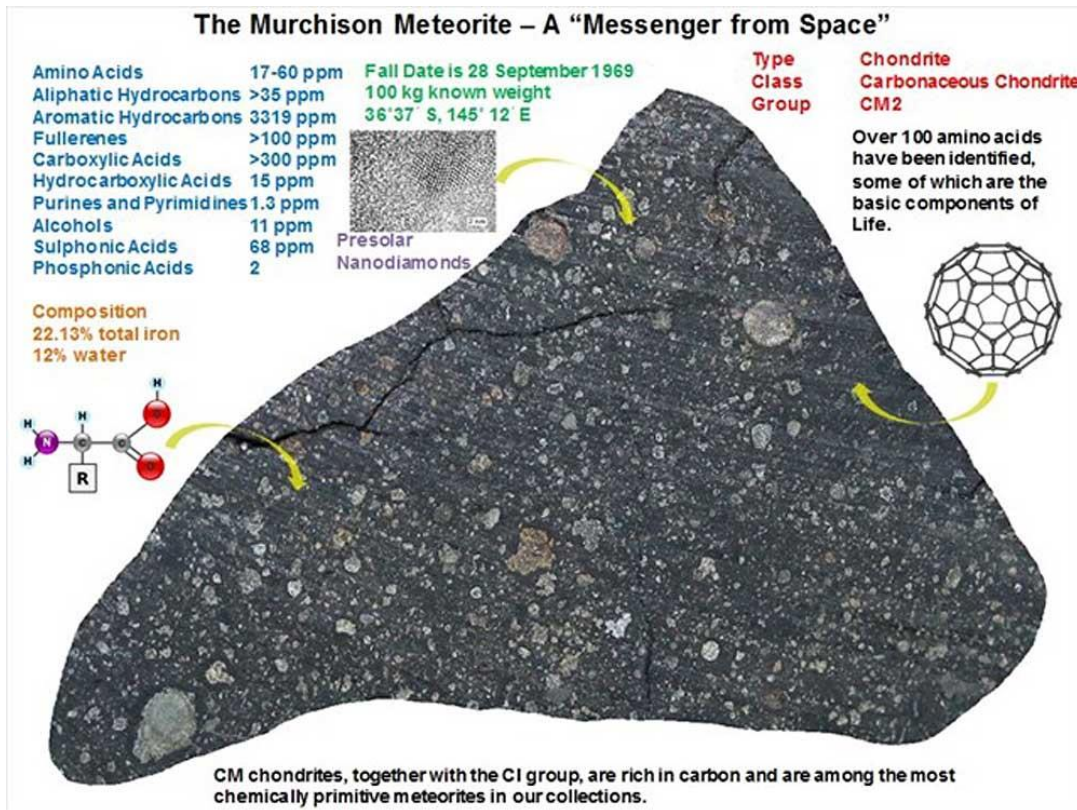 The Murchison Meteorite – A “Messenger from Space”
Amino Acids 17-60 ppm
Aliphatic Hydrocarbons >35 ppm
Aromatic Hydrocarbons 3319 ppm
Fullerenes >100 ppm
Carboxylic Acids >300 ppm
Hydrocarboxylic Acids 15 ppm
Purines and Pyrimidines 1.3 ppm
Alcohols 11 ppm
Sulphonic Acids 68 ppm
Phosphonic Acids 2
Fall Date is 28 September 1969
100 kg known weight
36°37´ S, 145° 12´ E
Presolar
Nanodiamonds
Type Chondrite
Class Carbonaceous Chondrite
Group CM2
Over 100 amino acids
have been identified,
some of which are the
basic components of
Life.
Composition
22.13% total iron
12% water
H
H H O
N C C
H O
R
CM chondrites, together with the CI group, are rich in carbon and are among the most
chemically primitive meteorites in our collections.